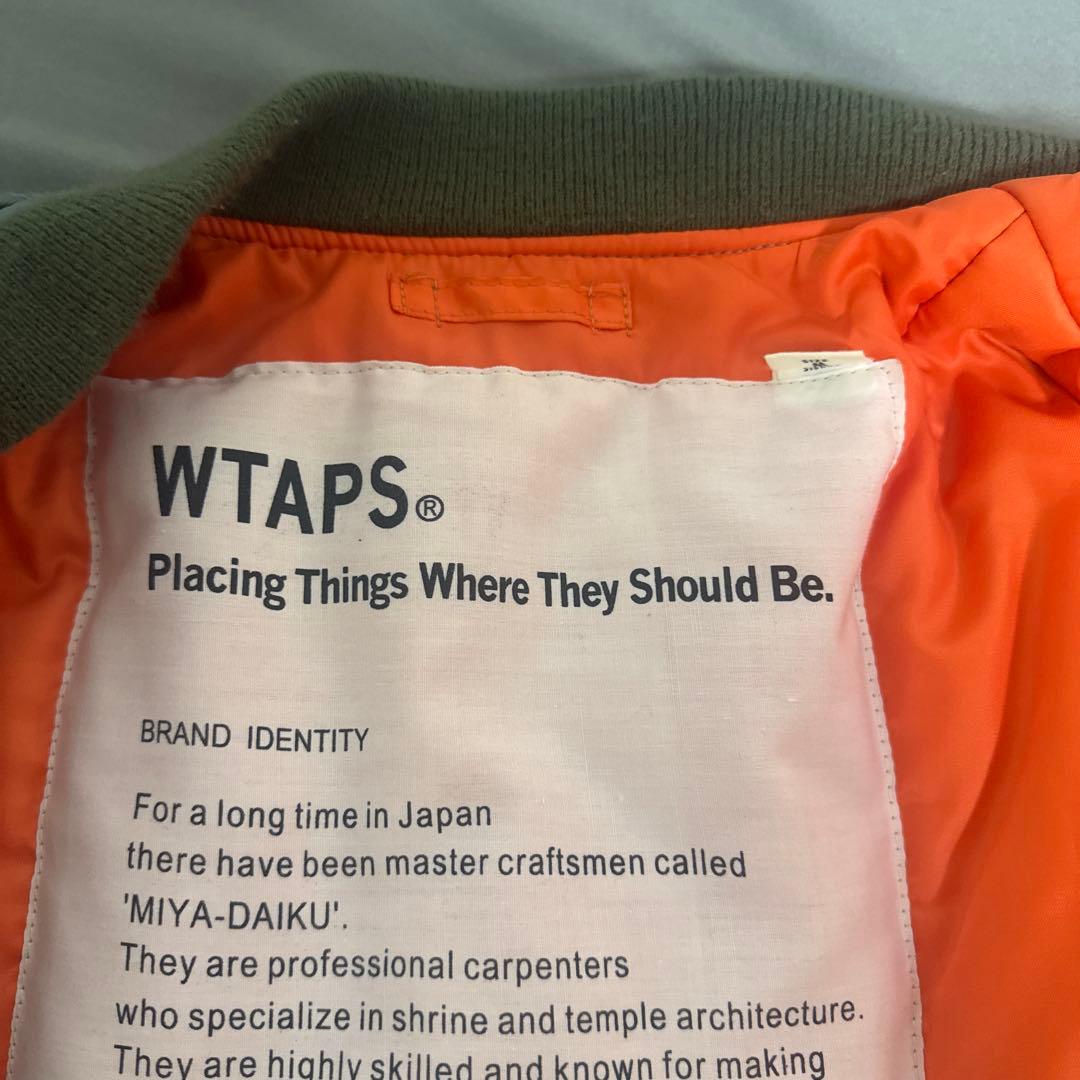 SIZE
M
WTAPS®
Placing Things Where They Should Be.
BRAND IDENTITY
For a long time in Japan
there have been master craftsmen called
'MIYA-DAIKU'.
They are professional carpenters
who specialize in shrine and temple architecture.
They are highly skilled and known for making